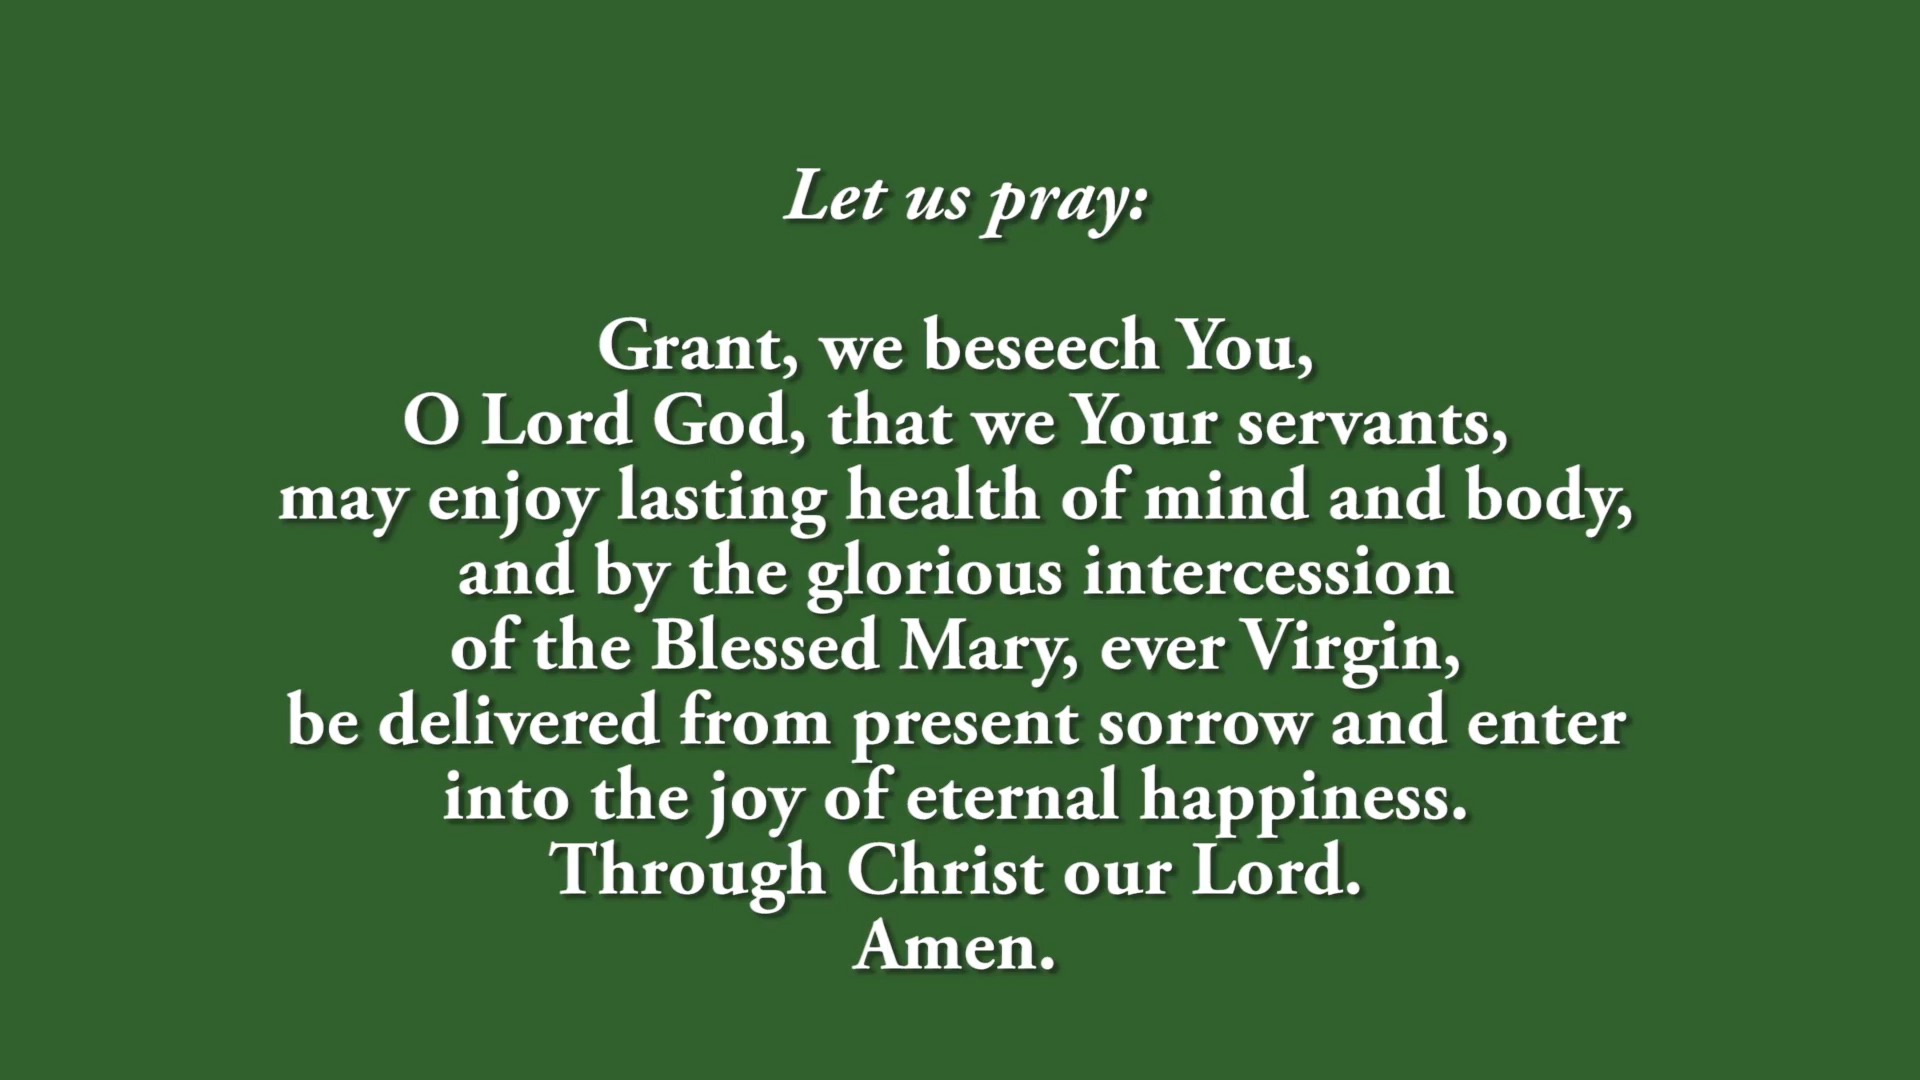 Let us pray:
Grant, we beseech You,
O Lord God, that we Your servants,
may enjoy lasting health of mind and body,
and by the glorious intercession
of the Blessed Mary, ever Virgin,
be delivered from present sorrow and enter
into the joy of eternal happiness.
Through Christ our Lord.
Amen.